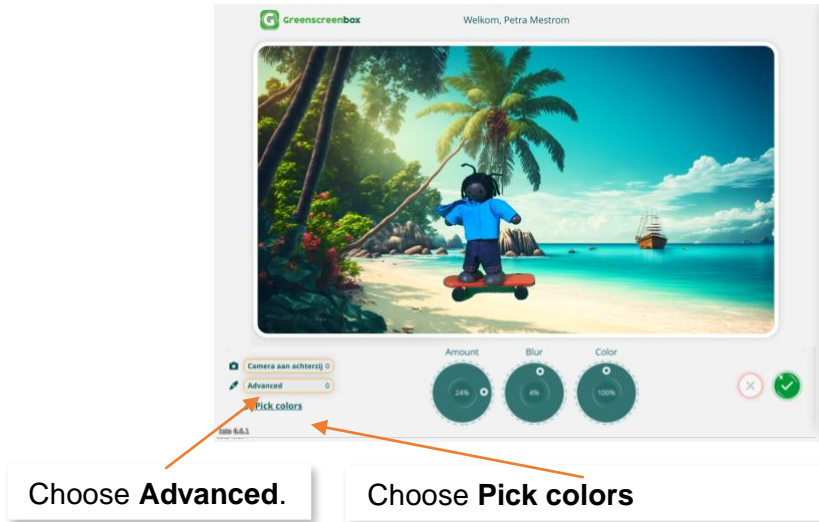 Greenscreenbox
Welkom, Petra Mestrom
Camera aan achterzij
Advanced
Pick colors
Amount
Blur
Color
24%
4%
100%
Choose Advanced.
Choose Pick colors